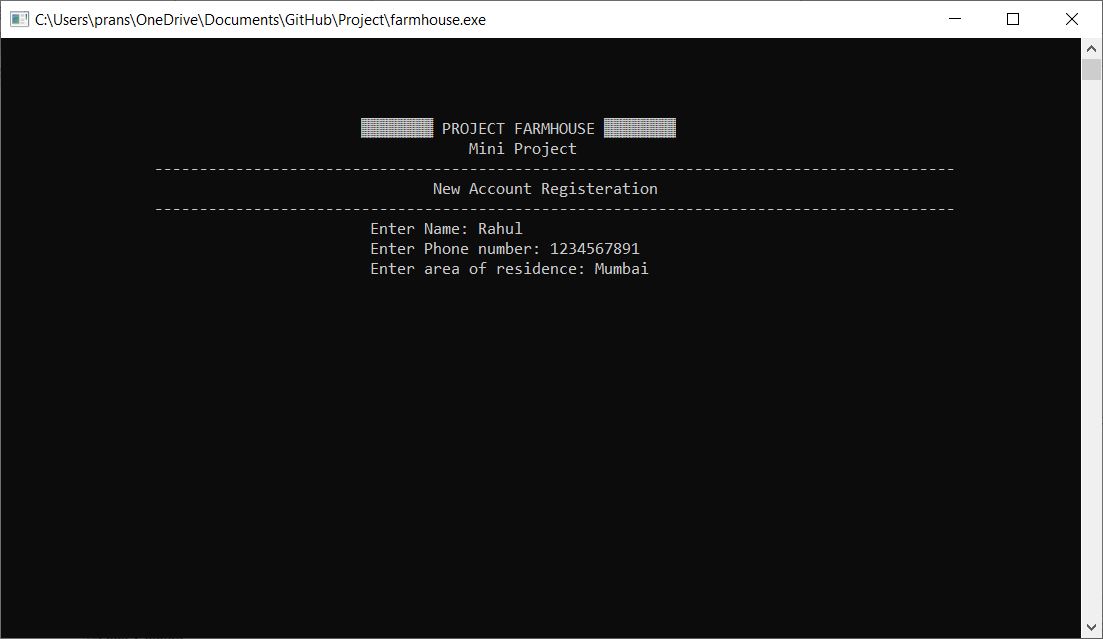 C:\Users\prans\OneDrive\Documents\GitHub\Project\farmhouse.exe
▓▓▓▓▓▓▓▓ PROJECT FARMHOUSE ▓▓▓▓▓▓▓▓
Mini Project
-----------------------------------------------------------------------------------------
New Account Registeration
-----------------------------------------------------------------------------------------
Enter Name: Rahul
Enter Phone number: 1234567891
Enter area of residence: Mumbai